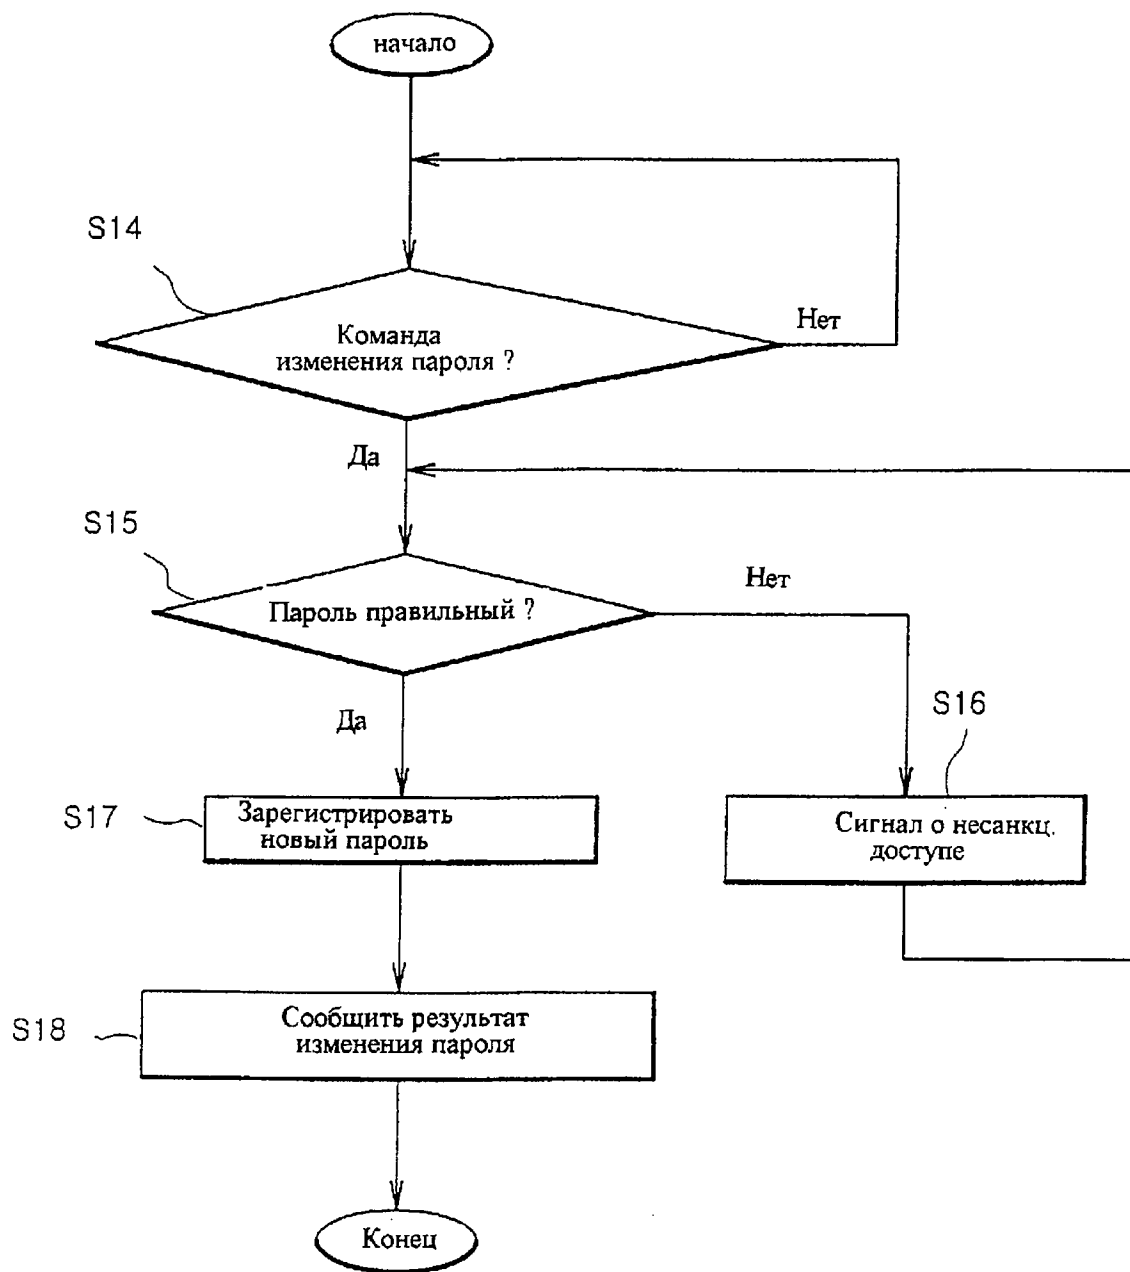 начало
S14
Нет
Команда
изменения пароля ?
Да
S15
Нет
Пароль правильный ?
S16
Да
S17
Зарегистрировать
новый пароль
Сигнал о несанкц.
доступе
S18
Сообщить результат
изменения пароля
Конец